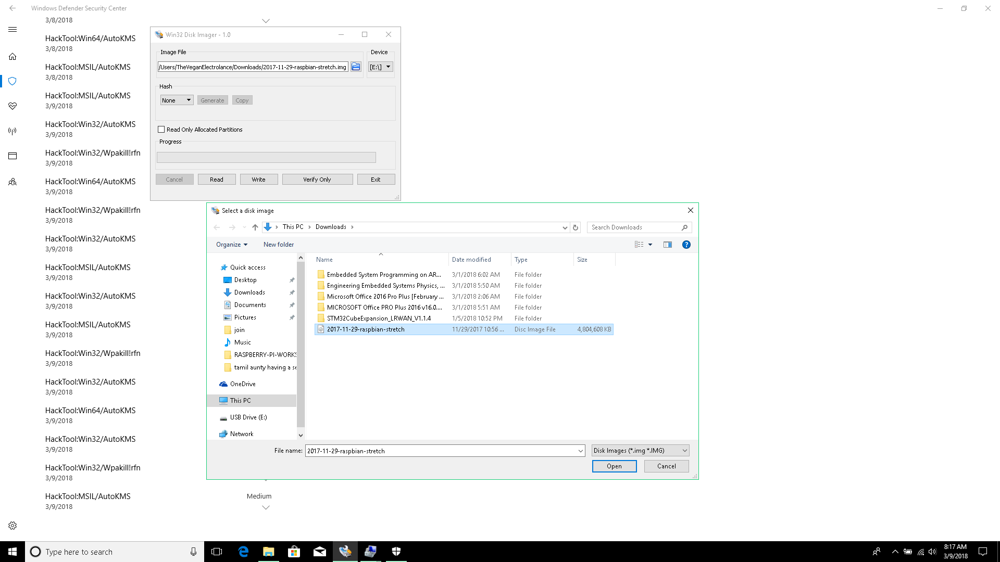 Windows Defender Security Center
3/8/2018
HackTool:Win64/AutoKMS
3/8/2018
HackTool:MSIL/AutoKMS
3/8/2018
HackTool:MSIL/AutoKMS
3/9/2018
HackTool:Win32/AutoKMS
3/9/2018
HackTool:Win32/Wpakill!rfn
3/9/2018
HackTool:Win64/AutoKMS
3/9/2018
HackTool:Win32/Wpakill!rfn
3/9/2018
HackTool:Win32/AutoKMS
3/9/2018
HackTool:MSIL/AutoKMS
3/9/2018
HackTool:Win32/AutoKMS
3/9/2018
HackTool:MSIL/AutoKMS
3/9/2018
HackTool:Win32/Wpakill!rfn
3/9/2018
HackTool:Win32/AutoKMS
3/9/2018
HackTool:Win64/AutoKMS
3/9/2018
HackTool:Win32/AutoKMS
3/9/2018
HackTool:Win32/Wpakill!rfn
3/9/2018
HackTool:MSIL/AutoKMS
3/9/2018
Medium
Win32 Disk Imager - 1.0
Image File
Device
/Users/TheVeganElectrolance/Downloads/2017-11-29-raspbian-stretch.img
[E:\]
Hash
None
Generate
Copy
Read Only Allocated Partitions
Progress
Cancel
Read
Write
Verify Only
Exit
Select a disk image
This PC
Downloads
Search Downloads
Organize
New folder
Quick access
Desktop
Downloads
Documents
Pictures
join
Music
RASPBERRY-PI-WORKS
tamil aunty having a se
OneDrive
This PC
USB Drive (E:)
Network
Name Date modified Type Size
Embedded System Programming on AR... 3/1/2018 6:02 AM File folder
Engineering Embedded Systems Physics, ... 3/1/2018 5:50 AM File folder
Microsoft Office 2016 Pro Plus [February ... 3/1/2018 2:06 AM File folder
MICROSOFT Office PRO Plus 2016 v16.0.... 3/1/2018 5:51 AM File folder
STM32CubeExpansion_LRWAN_V1.1.4 1/5/2018 10:52 PM File folder
2017-11-29-raspbian-stretch 11/29/2017 10:56 ... Disc Image File 4,804,608 KB
File name: 2017-11-29-raspbian-stretch
Disk Images (*.img *.IMG)
Open
Cancel
Type here to search
8:17 AM
3/9/2018